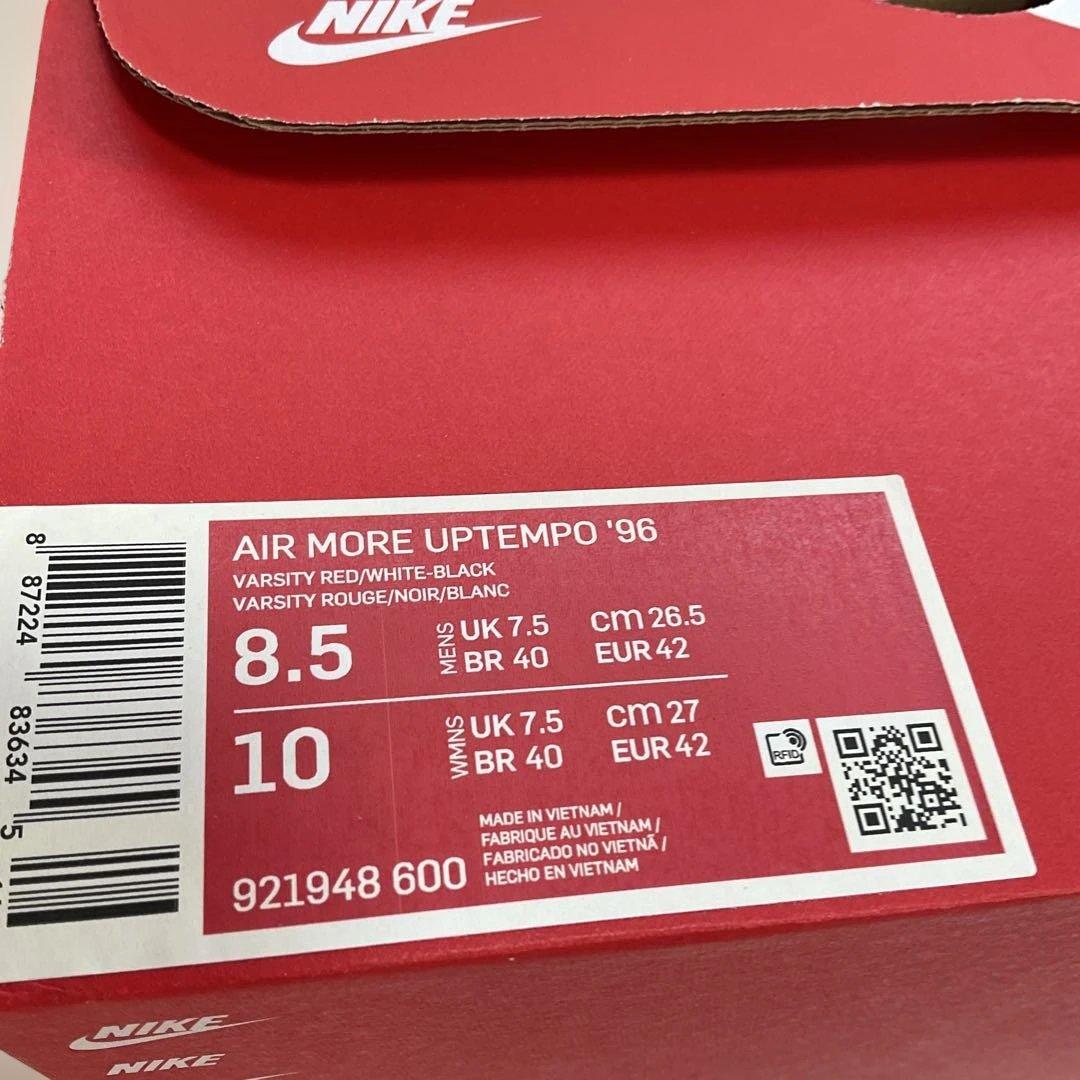 NIKE
AIR MORE UPTEMPO '96
VARSITY RED/WHITE-BLACK
VARSITY ROUGE/NOIR/BLANC
8.5 MENS UK 7.5 cm 26.5
BR 40 EUR 42
10 WMNS UK 7.5 cm 27
BR 40 EUR 42
RFID
MADE IN VIETNAM /
FABRIQUE AU VIETNAM /
FABRICADO NO VIETNÃ /
HECHO EN VIETNAM
921948 600
8 87224 83634 5
NIKE
NIKE